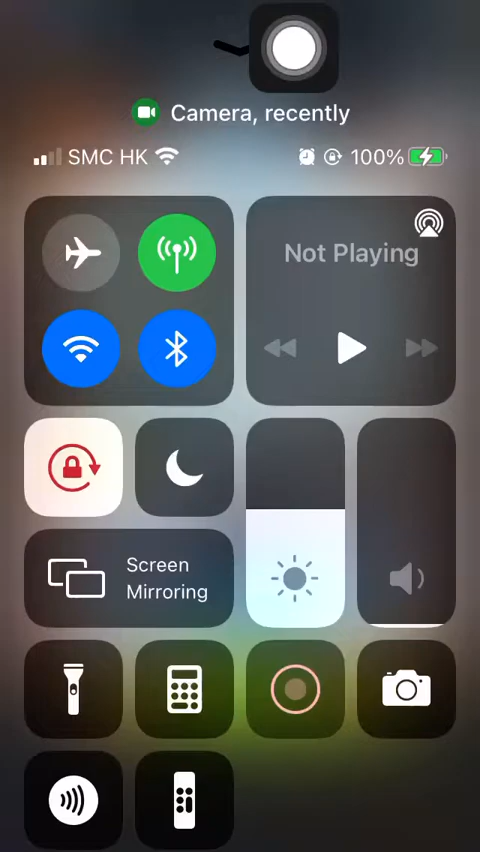 Camera, recently
SMC HK
100%
Not Playing
Screen
Mirroring